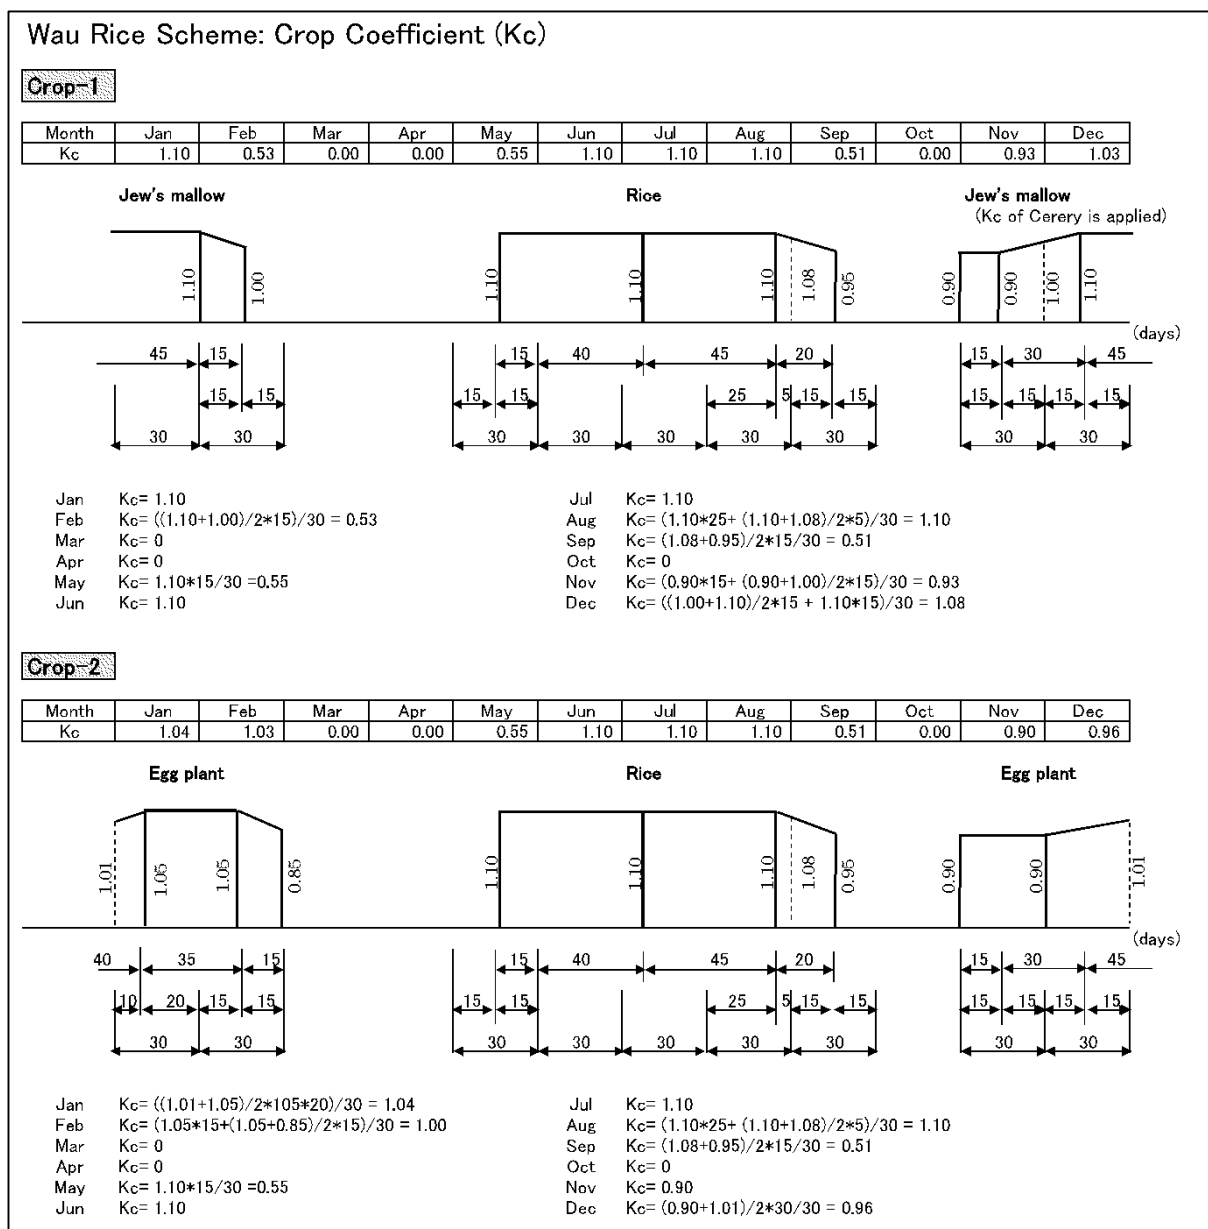 Wau Rice Scheme: Crop Coefficient (Kc)
Crop-1
Month Jan Feb Mar Apr May Jun Jul Aug Sep Oct Nov Dec
Kc 1.10 0.53 0.00 0.00 0.55 1.10 1.10 1.10 0.51 0.00 0.93 1.03
Jew's mallow Rice Jew's mallow
(Kc of Cerery is applied)
1.10 1.00 1.10 1.10 1.10 1.08 0.95 0.90 0.90 1.00 1.10
(days)
45 15 15 40 45 20 15 30 45
15 15 15 15 25 5 15 15 15 15 15 15
30 30 30 30 30 30 30 30 30
Jan Kc= 1.10
Feb Kc= ((1.10+1.00)/2*15)/30 = 0.53
Mar Kc= 0
Apr Kc= 0
May Kc= 1.10*15/30 =0.55
Jun Kc= 1.10
Jul Kc= 1.10
Aug Kc= (1.10*25+ (1.10+1.08)/2*5)/30 = 1.10
Sep Kc= (1.08+0.95)/2*15/30 = 0.51
Oct Kc= 0
Nov Kc= (0.90*15+ (0.90+1.00)/2*15)/30 = 0.93
Dec Kc= ((1.00+1.10)/2*15 + 1.10*15)/30 = 1.08
Crop-2
Month Jan Feb Mar Apr May Jun Jul Aug Sep Oct Nov Dec
Kc 1.04 1.03 0.00 0.00 0.55 1.10 1.10 1.10 0.51 0.00 0.90 0.96
Egg plant Rice Egg plant
1.01 1.05 1.05 0.85 1.10 1.10 1.10 1.08 0.95 0.90 0.90 1.01
(days)
40 35 15 15 40 45 20 15 30 45
10 20 15 15 15 15 25 5 15 15 15 15 15 15
30 30 30 30 30 30 30 30 30
Jan Kc= ((1.01+1.05)/2*105*20)/30 = 1.04
Feb Kc= (1.05*15+(1.05+0.85)/2*15)/30 = 1.00
Mar Kc= 0
Apr Kc= 0
May Kc= 1.10*15/30 =0.55
Jun Kc= 1.10
Jul Kc= 1.10
Aug Kc= (1.10*25+ (1.10+1.08)/2*5)/30 = 1.10
Sep Kc= (1.08+0.95)/2*15/30 = 0.51
Oct Kc= 0
Nov Kc= 0.90
Dec Kc= (0.90+1.01)/2*30/30 = 0.96